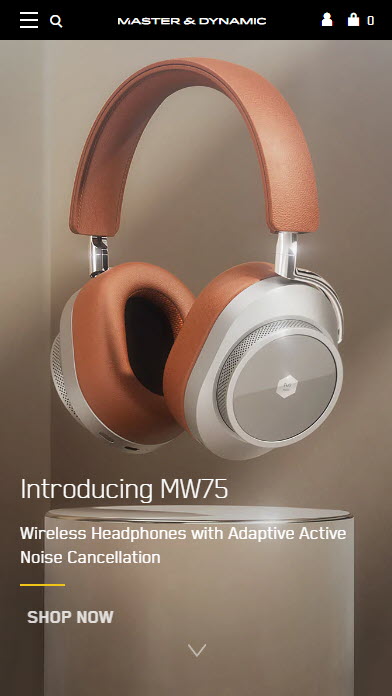 MASTER & DYNAMIC
0
Introducing MW75
Wireless Headphones with Adaptive Active
Noise Cancellation
SHOP NOW